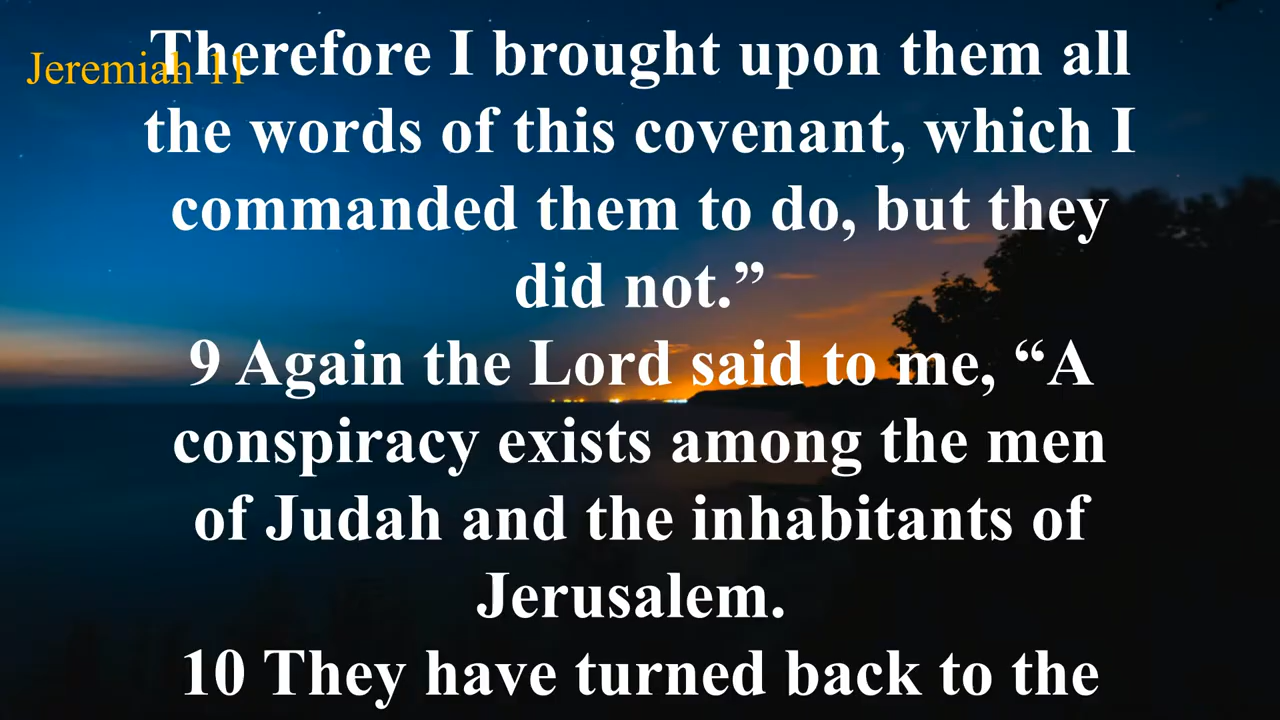 Jeremiah 11
Therefore I brought upon them all
the words of this covenant, which I
commanded them to do, but they
did not.”
9 Again the Lord said to me, “A
conspiracy exists among the men
of Judah and the inhabitants of
Jerusalem.
10 They have turned back to the